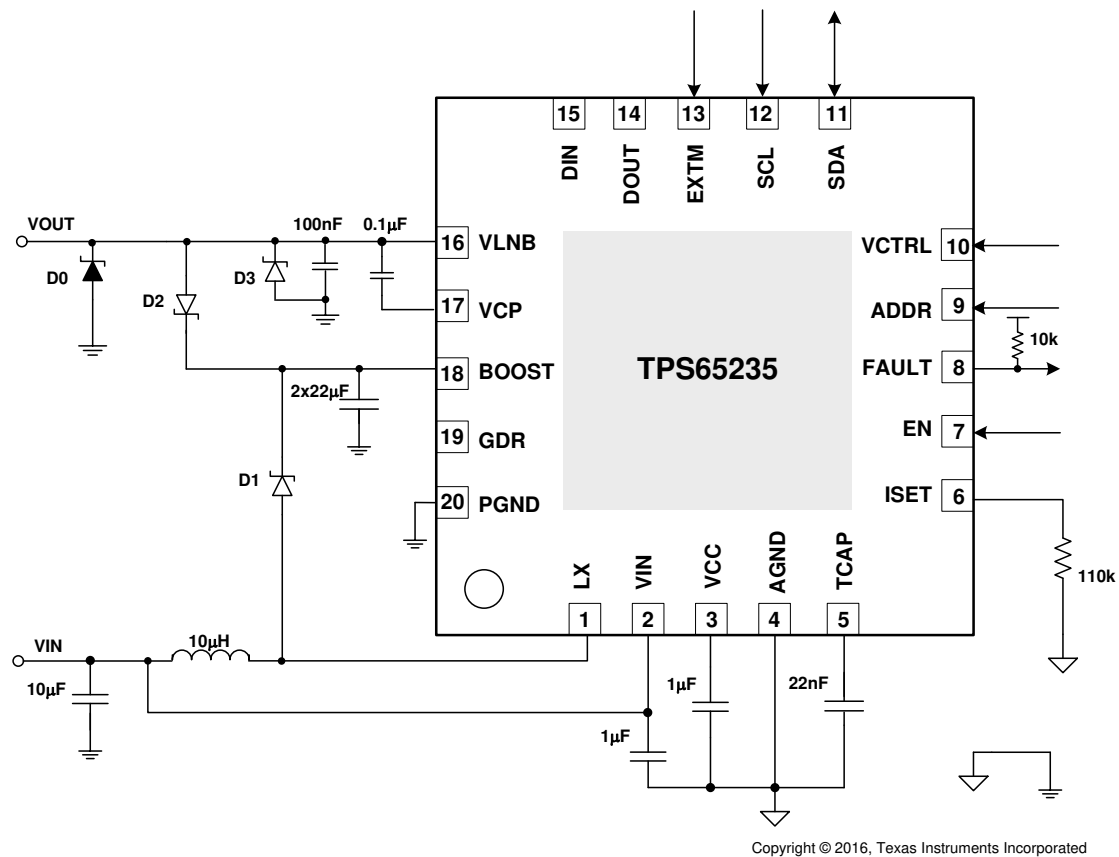 15
14
13
12
11
DIN
DOUT
EXTM
SCL
SDA
VOUT
100nF
0.1μF
16
VLNB
VCTRL
10
D0
D2
D3
17
VCP
ADDR
9
10k
18
BOOST
TPS65235
FAULT
8
2x22μF
19
GDR
EN
7
D1
20
PGND
ISET
6
LX
VIN
VCC
AGND
TCAP
110k
1
2
3
4
5
VIN
10μH
10μF
1μF
22nF
1μF
Copyright © 2016, Texas Instruments Incorporated